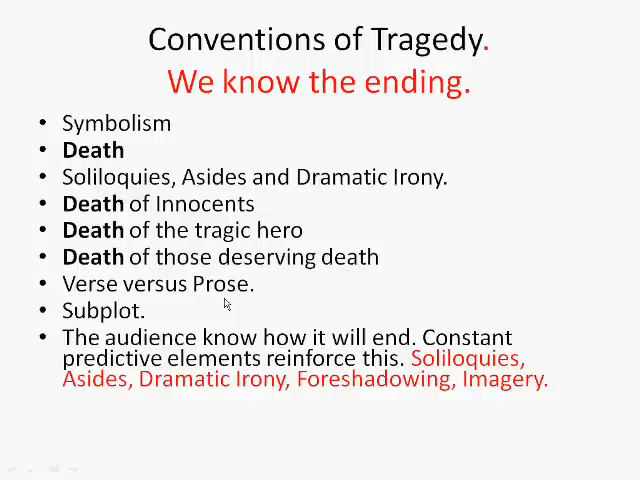 Conventions of Tragedy.
We know the ending.
• Symbolism
• Death
• Soliloquies, Asides and Dramatic Irony.
• Death of Innocents
• Death of the tragic hero
• Death of those deserving death
• Verse versus Prose.
• Subplot.
• The audience know how it will end. Constant
predictive elements reinforce this. Soliloquies,
Asides, Dramatic Irony, Foreshadowing, Imagery.